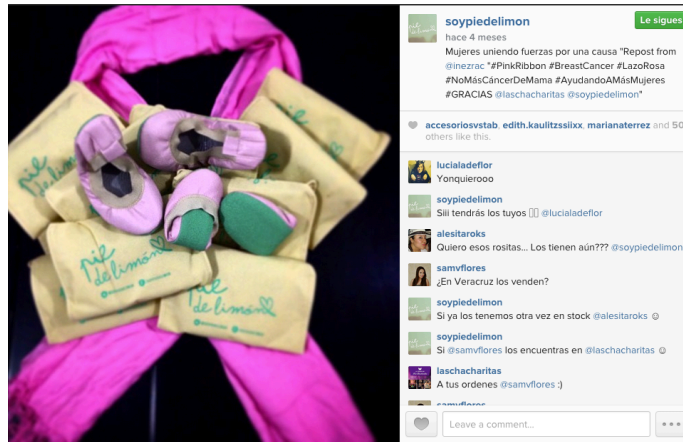 pie
de limón
pie
de limón
de limón
soypiedelimon
Le sigues
hace 4 meses
Mujeres uniendo fuerzas por una causa "Repost from
@inezrac "#PinkRibbon #BreastCancer #LazoRosa
#NoMásCáncerDeMama #AyudandoAMásMujeres
#GRACIAS @laschacharitas @soypiedelimon"
accesoriosvstab, edith.kaulitzssiixx, marianaterrez and 50
others like this.
lucialadeflor
Yonquierooo
soypiedelimon
Siii tendrás los tuyos @lucialadeflor
alesitaroks
Quiero esos rositas... Los tienen aún??? @soypiedelimon
samvflores
¿En Veracruz los venden?
soypiedelimon
Si ya los tenemos otra vez en stock @alesitaroks ☺
soypiedelimon
Si @samvflores los encuentras en @laschacharitas ☺
laschacharitas
A tus ordenes @samvflores :)
samvflores
Leave a comment...